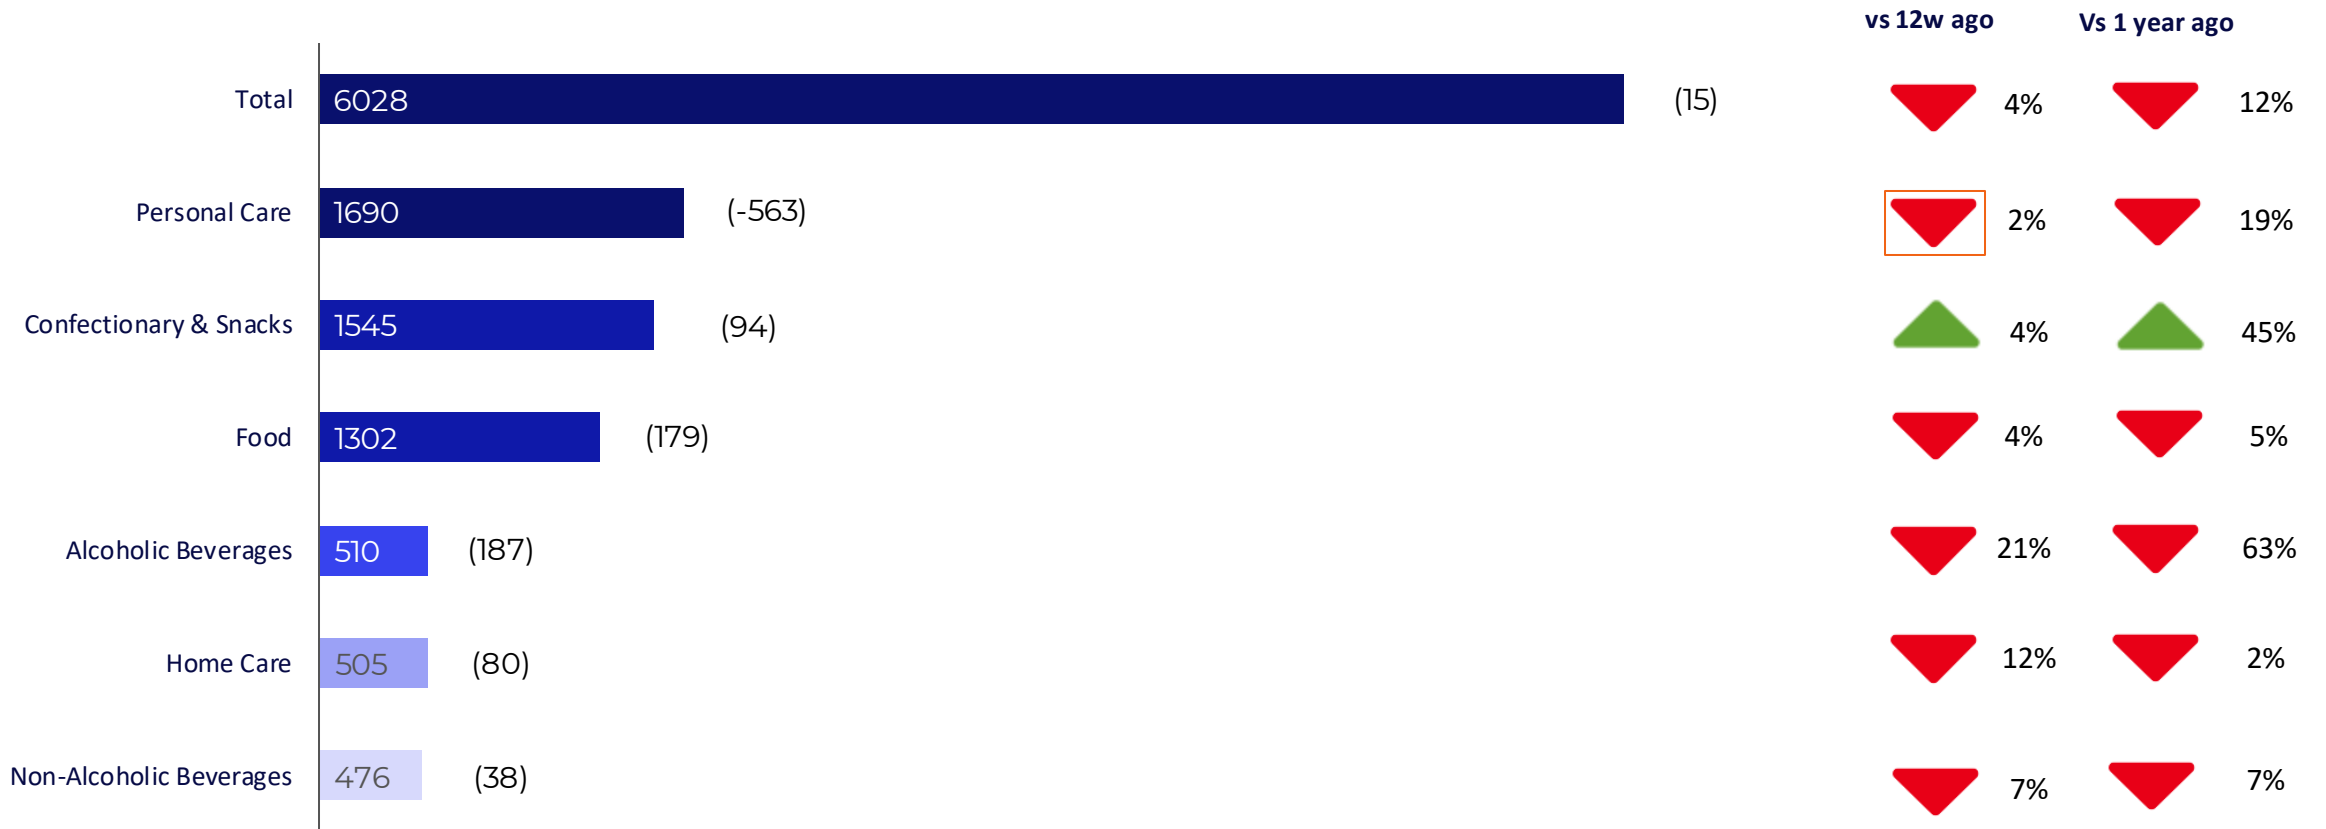 vs 12w ago Vs 1 year ago
Total 6028 (15) 4% 12%
Personal Care 1690 (-563) 2% 19%
Confectionary & Snacks 1545 (94) 4% 45%
Food 1302 (179) 4% 5%
Alcoholic Beverages 510 (187) 21% 63%
Home Care 505 (80) 12% 2%
Non-Alcoholic Beverages 476 (38) 7% 7%